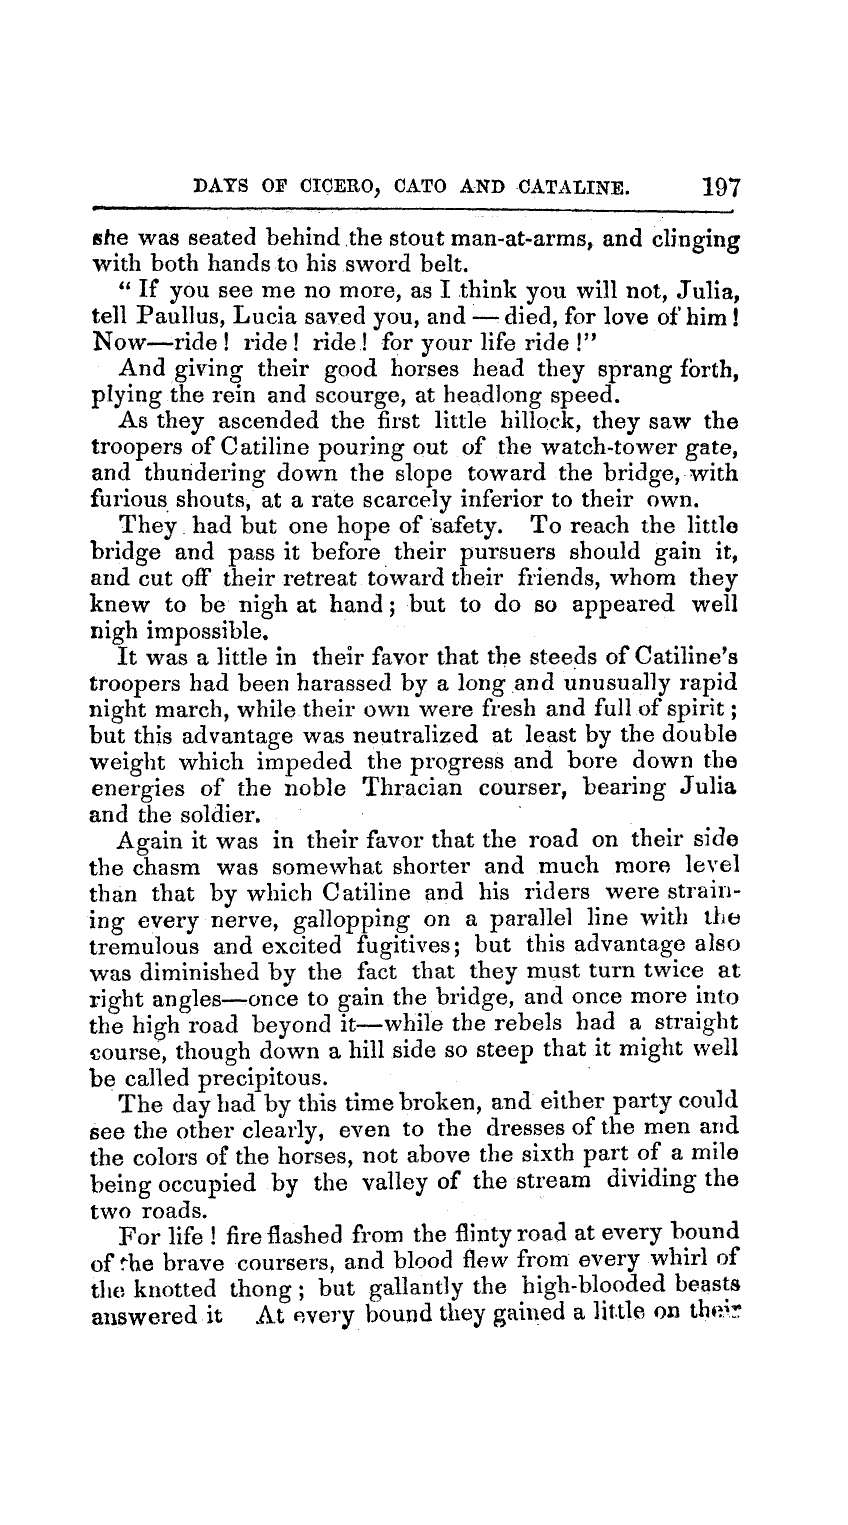 DAYS OF CICERO, CATO AND CATALINE. 197
she was seated behind the stout man-at-arms, and clinging
with both hands to his sword belt.
“ If you see me no more, as I think you will not, Julia,
tell Paullus, Lucia saved you, and — died, for love of him !
Now—ride ! ride ! ride ! for your life ride !”
And giving their good horses head they sprang forth,
plying the rein and scourge, at headlong speed.
As they ascended the first little hillock, they saw the
troopers of Catiline pouring out of the watch-tower gate,
and thundering down the slope toward the bridge, with
furious shouts, at a rate scarcely inferior to their own.
They had but one hope of safety. To reach the little
bridge and pass it before their pursuers should gain it,
and cut off their retreat toward their friends, whom they
knew to be nigh at hand ; but to do so appeared well
nigh impossible.
It was a little in their favor that the steeds of Catiline’s
troopers had been harassed by a long and unusually rapid
night march, while their own were fresh and full of spirit ;
but this advantage was neutralized at least by the double
weight which impeded the progress and bore down the
energies of the noble Thracian courser, bearing Julia
and the soldier.
Again it was in their favor that the road on their side
the chasm was somewhat shorter and much more level
than that by which Catiline and his riders were strain-
ing every nerve, gallopping on a parallel line with the
tremulous and excited fugitives; but this advantage also
was diminished by the fact that they must turn twice at
right angles—once to gain the bridge, and once more into
the high road beyond it—while the rebels had a straight
course, though down a hill side so steep that it might well
be called precipitous.
The day had by this time broken, and either party could
see the other clearly, even to the dresses of the men and
the colors of the horses, not above the sixth part of a mile
being occupied by the valley of the stream dividing the
two roads.
For life ! fire flashed from the flinty road at every bound
of the brave coursers, and blood flew from every whirl of
the knotted thong ; but gallantly the high-blooded beasts
answered it At every bound they gained a little on their